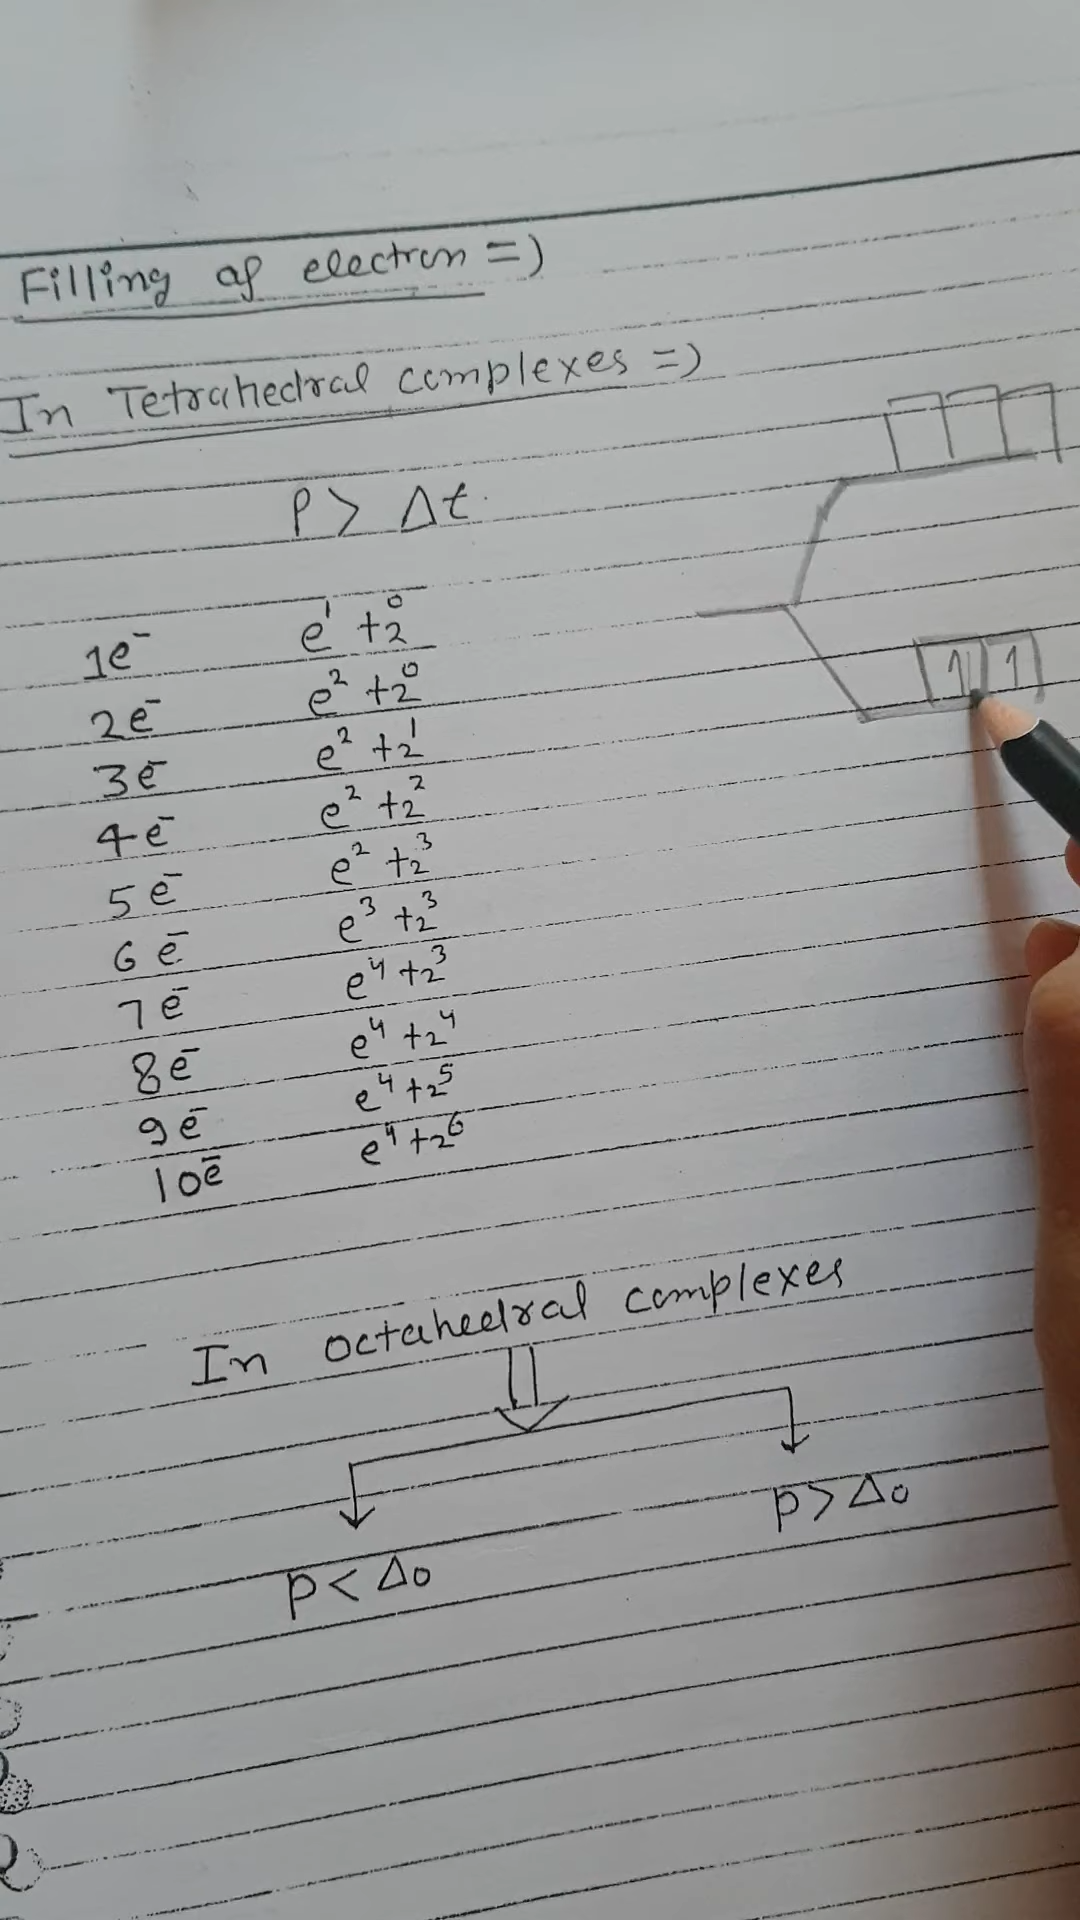 Filling of electron =)
In Tetrahedral complexes =)
P > Δt
1e⁻ e¹ t₂⁰
2e⁻ e² t₂⁰
3e⁻ e² t₂¹
4e⁻ e² t₂²
5e⁻ e² t₂³
6e⁻ e³ t₂³
7e⁻ e⁴ t₂³
8e⁻ e⁴ t₂⁴
9e⁻ e⁴ t₂⁵
10e⁻ e⁴ t₂⁶
1 1
In octahedral complexes
P < Δo
P > Δo